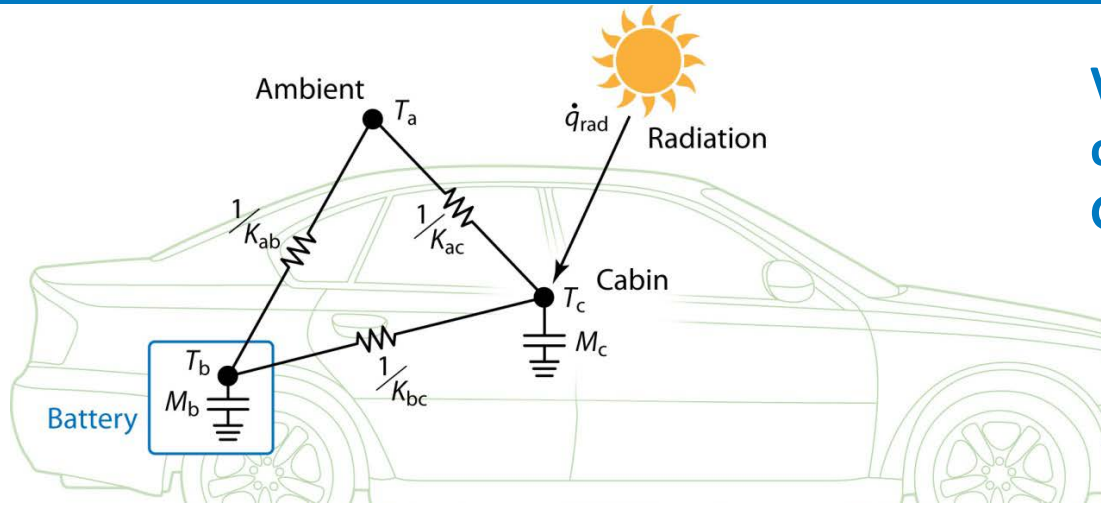 Ambient
Tₐ
q̇rad
Radiation
1/Kab
1/Kac
Cabin
Tc
Mc
Tb
1/Kbc
Mb
Battery